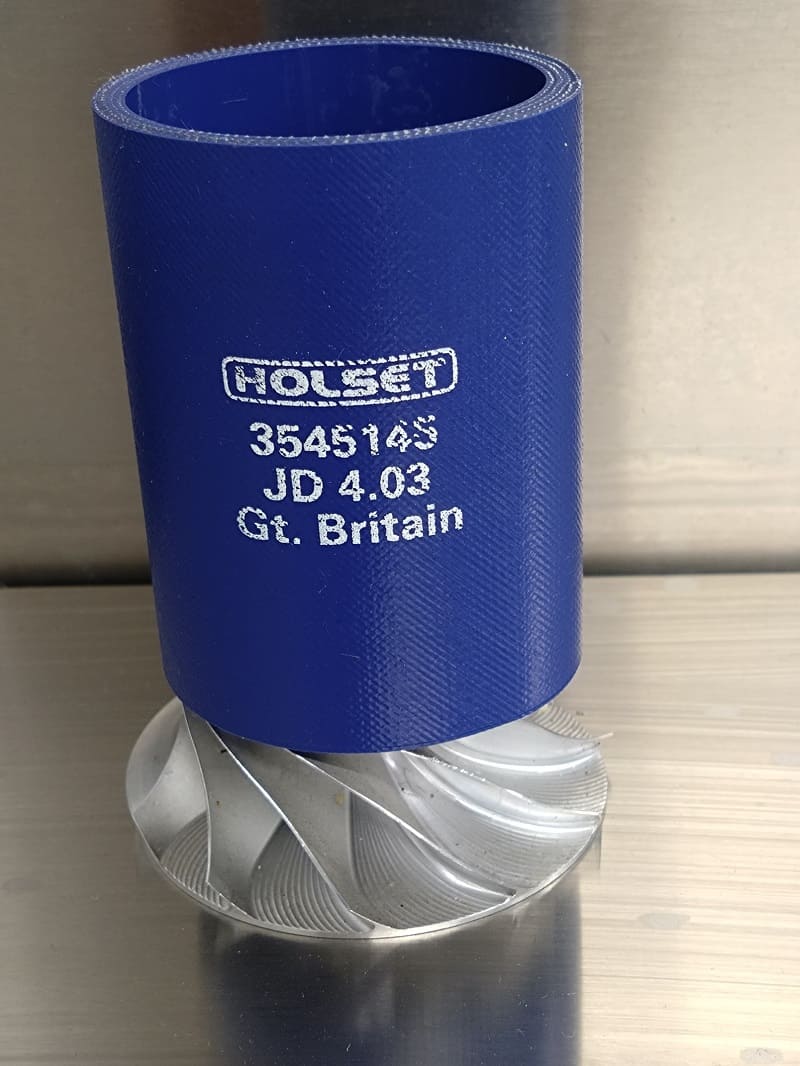 HOLSET
3545145
JD 4.03
Gt. Britain